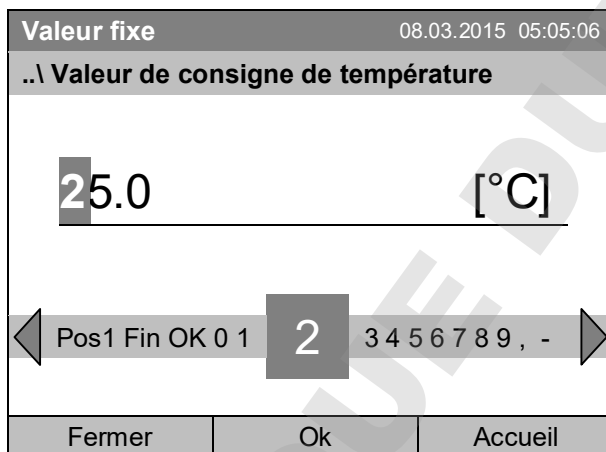 Valeur fixe 08.03.2015 05:05:06
..\ Valeur de consigne de température
25.0 [°C]
Pos1 Fin OK 0 1 2 3 4 5 6 7 8 9 , -
Fermer Ok Accueil